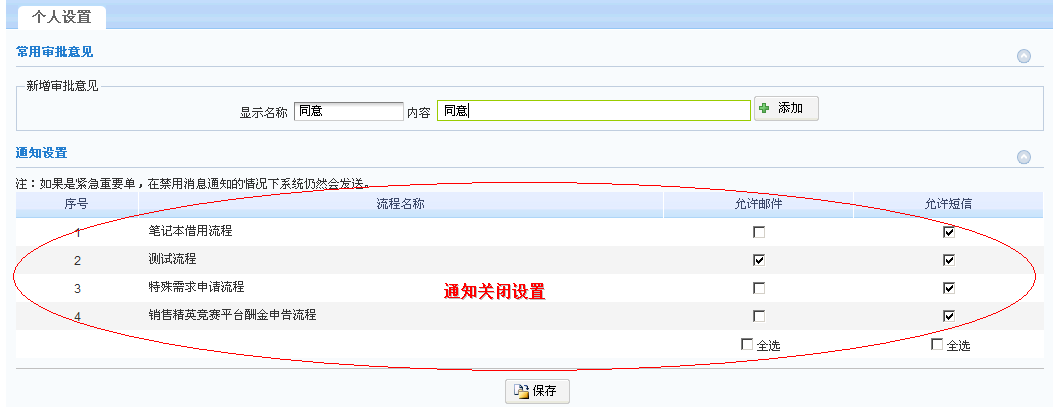 个人设置
常用审批意见
新增审批意见
显示名称 同意 内容 同意 添加
通知设置
注：如果是紧急重要单，在禁用消息通知的情况下系统仍然会发送。
序号 流程名称 允许邮件 允许短信
1 笔记本借用流程
2 测试流程
3 特殊需求申请流程
通知关闭设置
4 销售精英竞赛平台酬金申告流程
全选 全选
保存